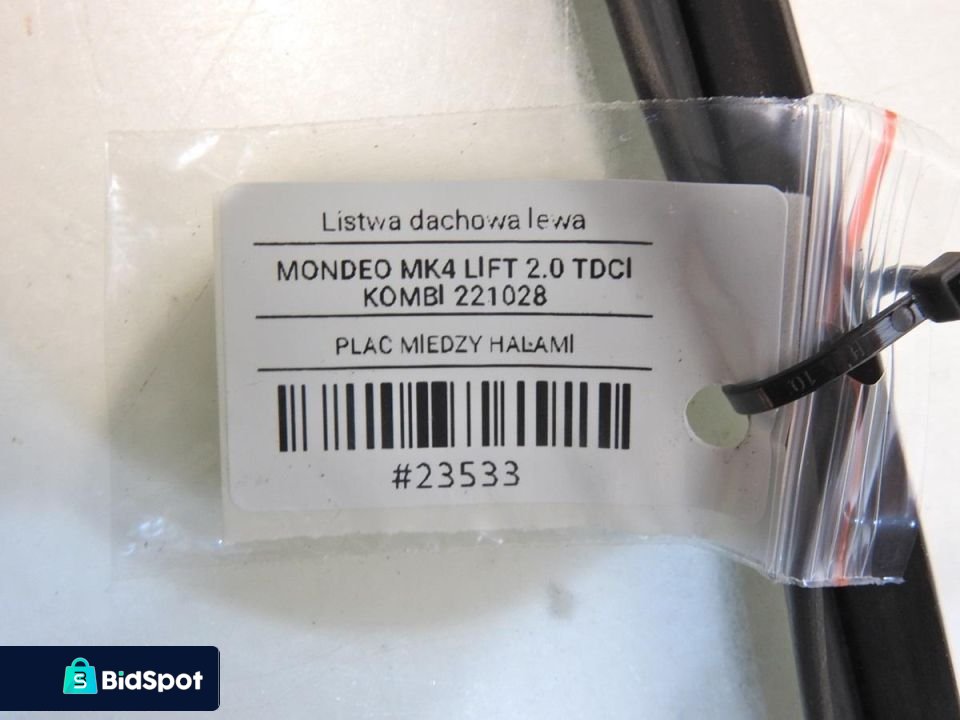 Listwa dachowa lewa
MONDEO MK4 LIFT 2.0 TDCI
KOMBI 221028
PLAC MIEDZY HALAMI
#23533
BidSpot